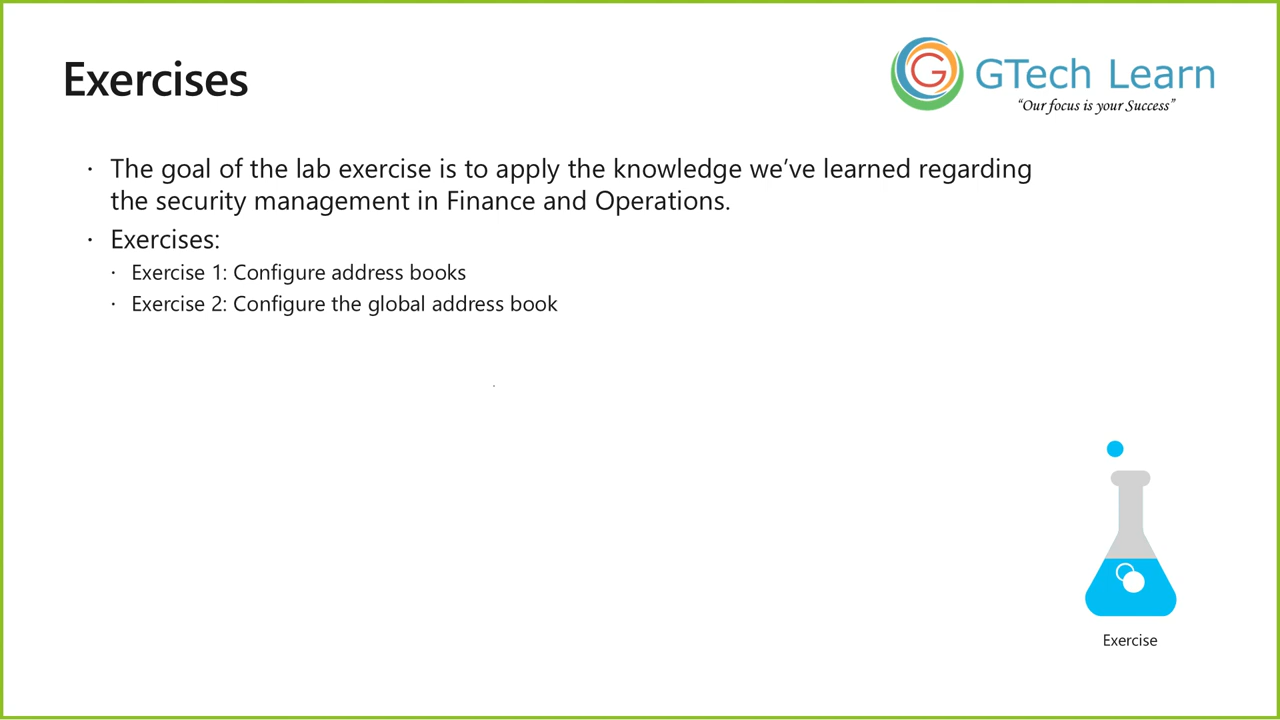 Exercises
G
GTech Learn
“Our focus is your Success”
· The goal of the lab exercise is to apply the knowledge we’ve learned regarding
the security management in Finance and Operations.
· Exercises:
· Exercise 1: Configure address books
· Exercise 2: Configure the global address book
Exercise